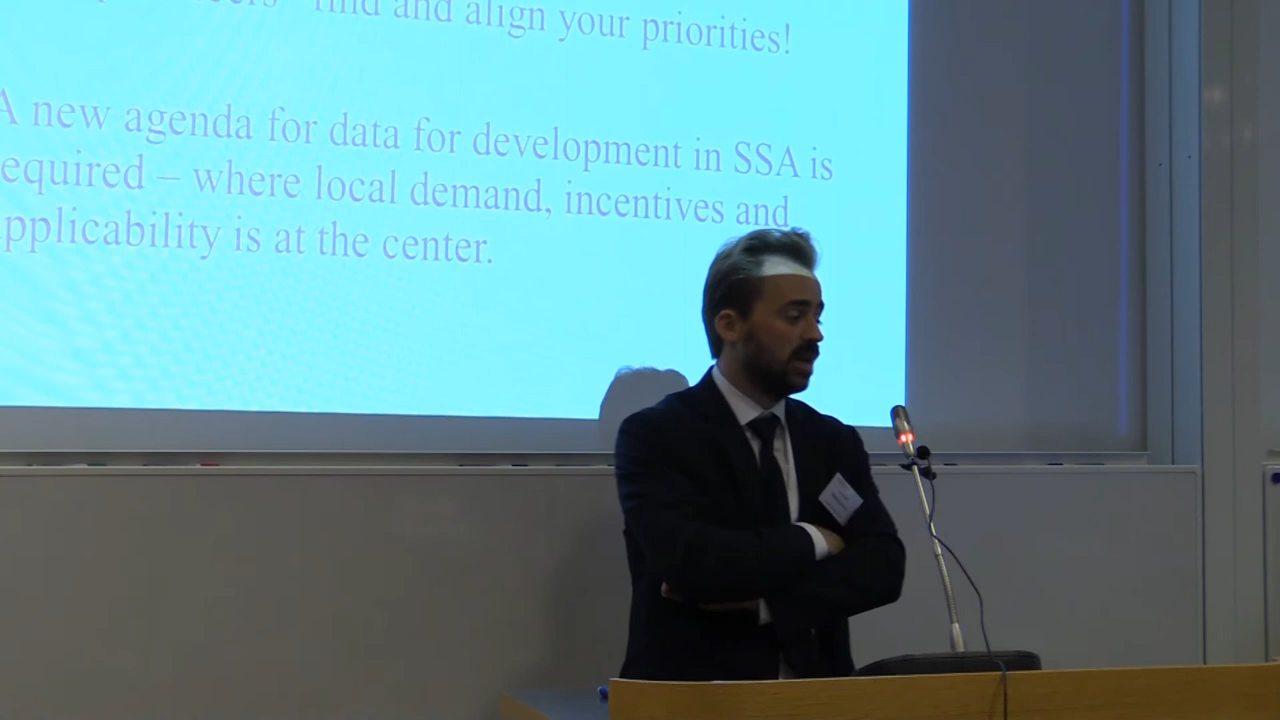 find and align your priorities!
A new agenda for data for development in SSA is
equired – where local demand, incentives and
pplicability is at the center.